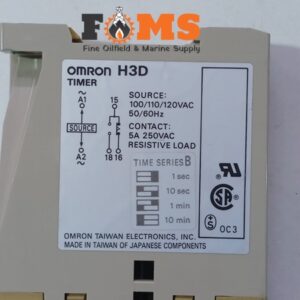 FOMS
Fine Oilfield & Marine Supply
OMRON H3D
TIMER
SOURCE:
100/110/120VAC
50/60Hz
CONTACT:
5A 250VAC
RESISTIVE LOAD
~
A1 15
SOURCE
A2 18 16
~
TIME SERIES B
1 sec
10 sec
1 min
10 min
OC3
OMRON TAIWAN ELECTRONICS, INC.
MADE IN TAIWAN OF JAPANESE COMPONENTS